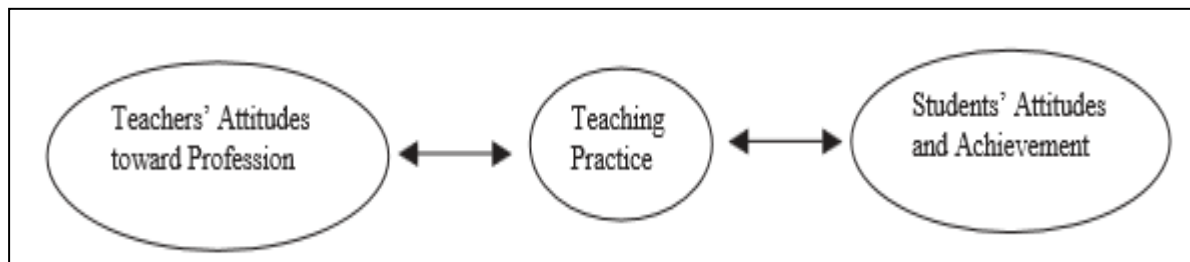 Teachers’ Attitudes
toward Profession
Teaching
Practice
Students’ Attitudes
and Achievement